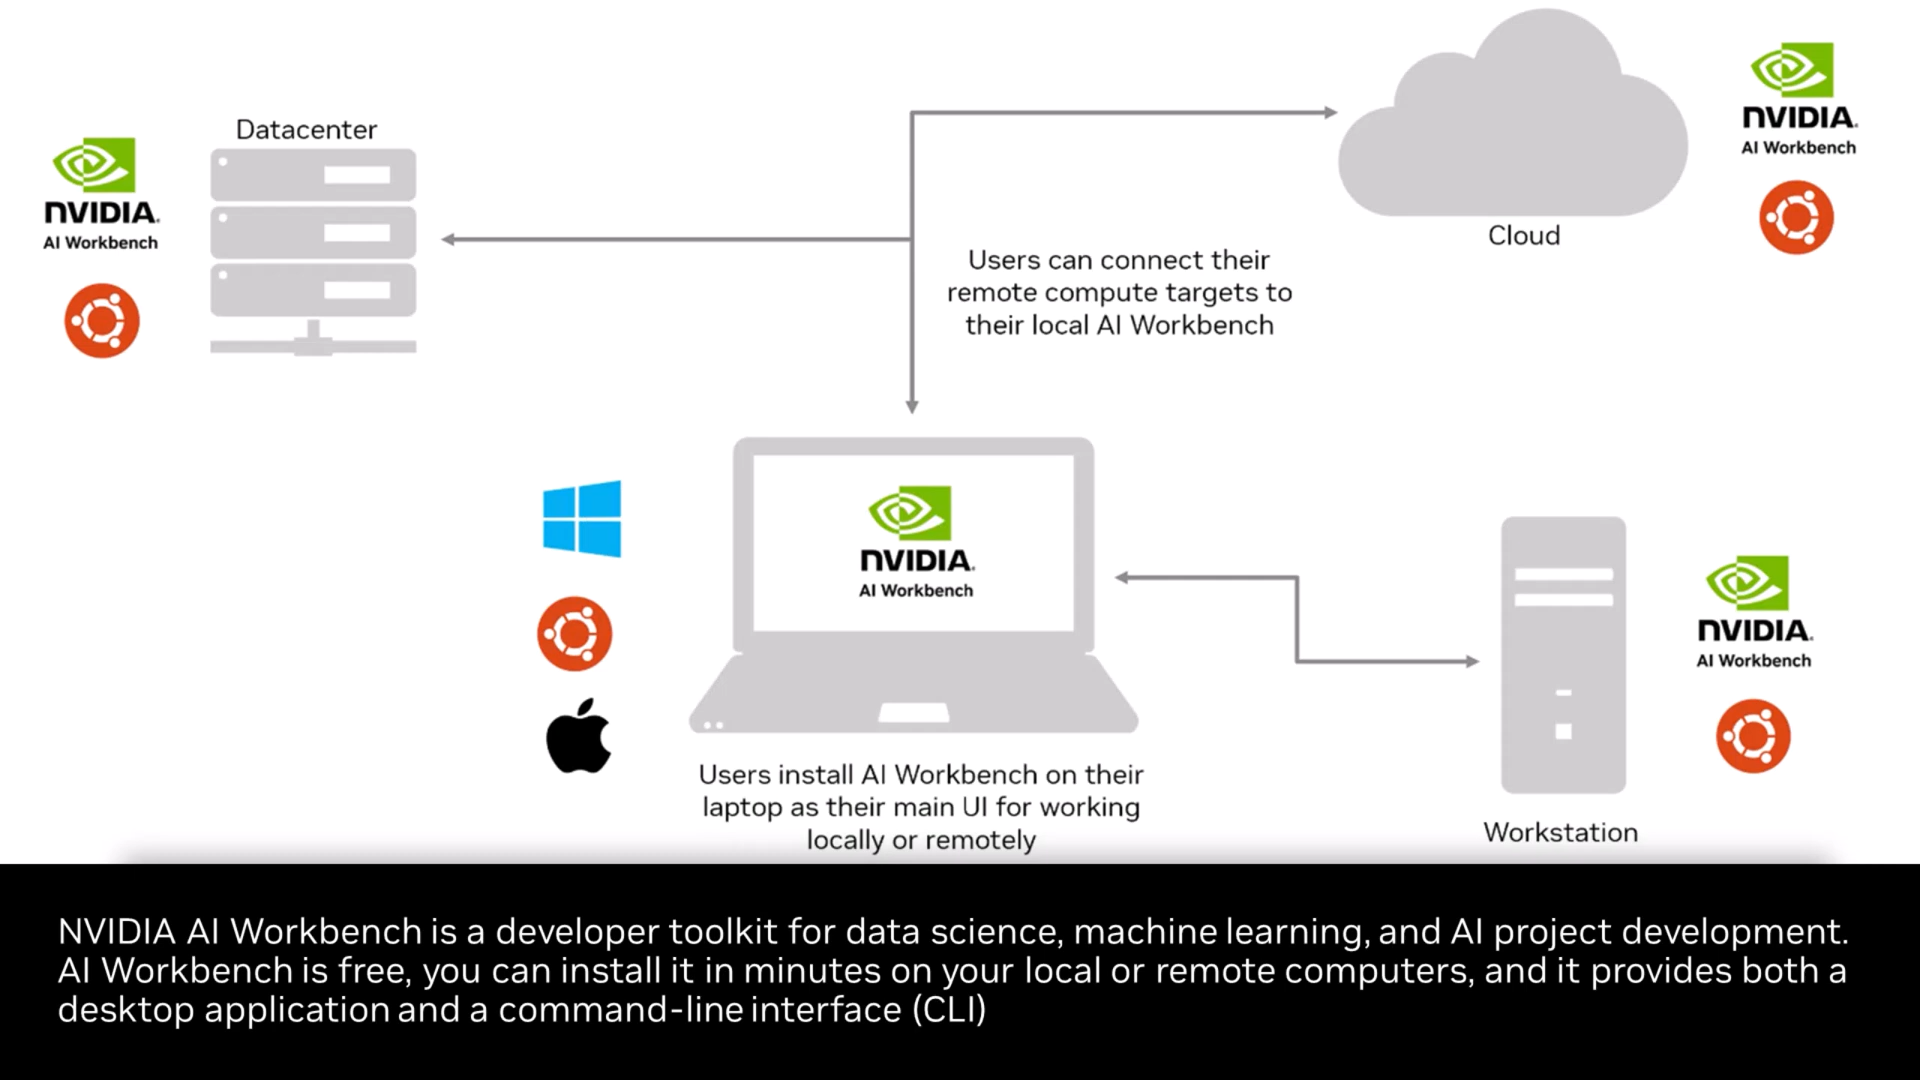 Datacenter
NVIDIA.
AI Workbench
NVIDIA.
AI Workbench
Cloud
Users can connect their
remote compute targets to
their local AI Workbench
NVIDIA.
AI Workbench
Users install AI Workbench on their
laptop as their main UI for working
locally or remotely
NVIDIA.
AI Workbench
Workstation
NVIDIA AI Workbench is a developer toolkit for data science, machine learning, and AI project development.
AI Workbench is free, you can install it in minutes on your local or remote computers, and it provides both a
desktop application and a command-line interface (CLI)